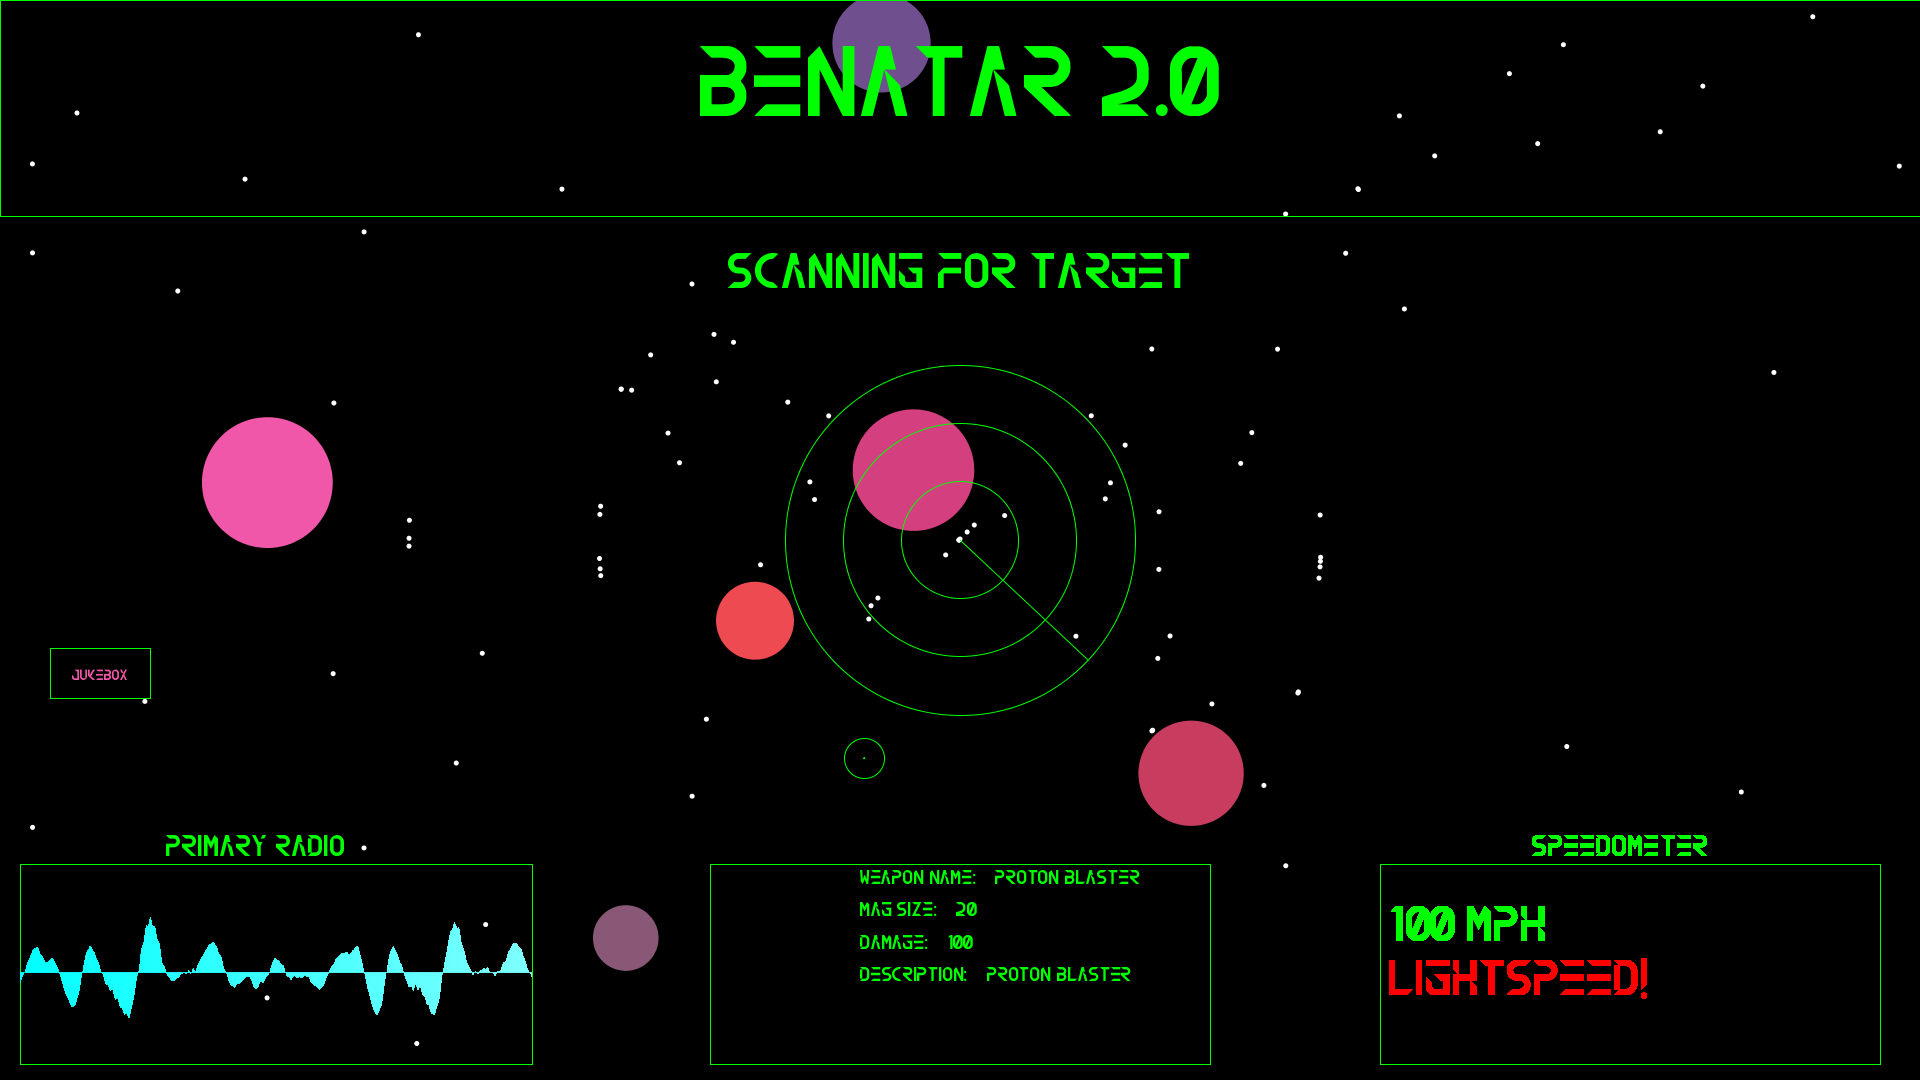 BENATAR 2.0
SCANNING FOR TARGET
JUKEBOX
PRIMARY RADIO
WEAPON NAME: PROTON BLASTER
MAG SIZE: 20
DAMAGE: 100
DESCRIPTION: PROTON BLASTER
SPEEDOMETER
100 MPH
LIGHTSPEED!